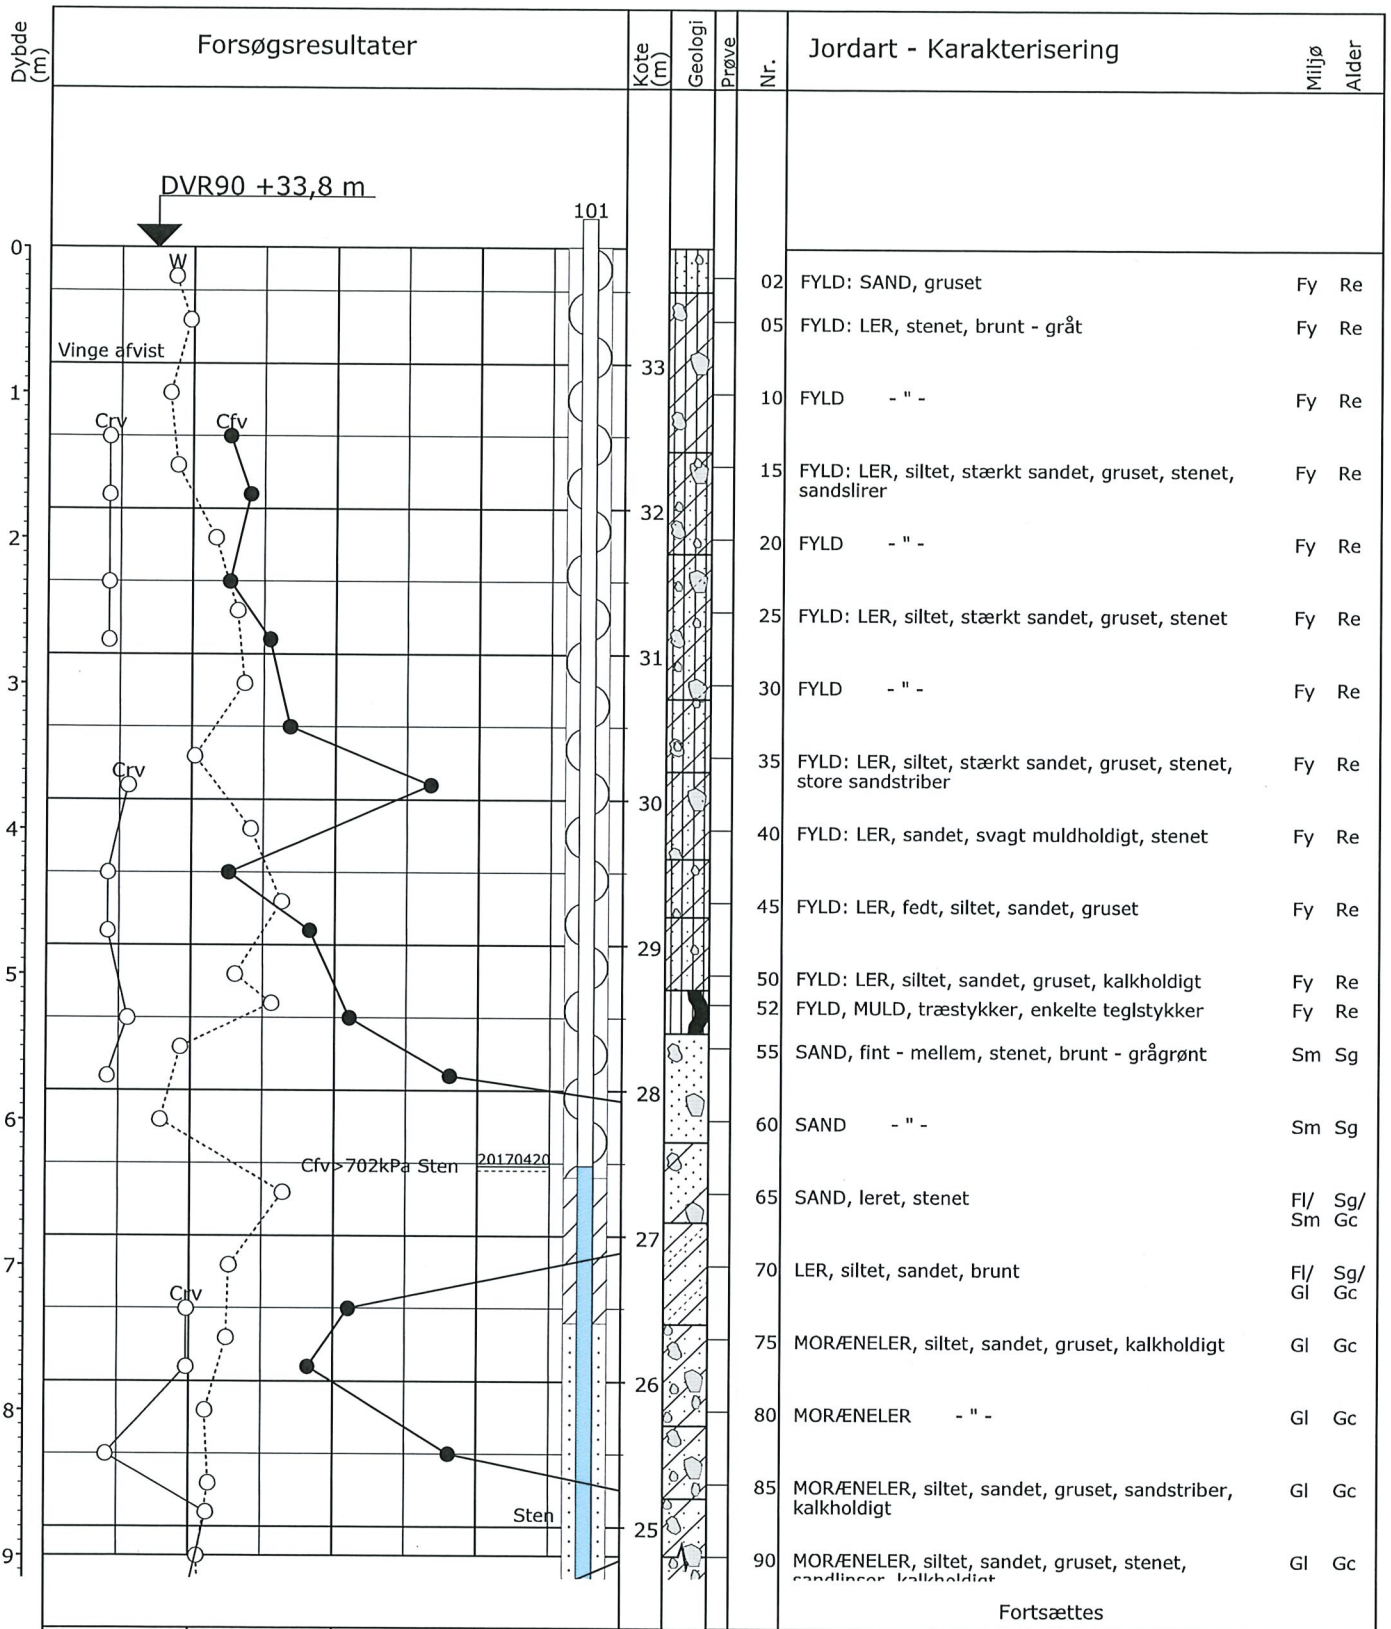 Dybde (m)
Forsøgsresultater
Kote (m)
Geologi
Prøve
Nr.
Jordart - Karakterisering
Miljø
Alder
DVR90 +33,8 m
101
0
W
02 FYLD: SAND, gruset Fy Re
05 FYLD: LER, stenet, brunt - gråt Fy Re
Vinge afvist
33
1
10 FYLD - " - Fy Re
Crv Cfv
15 FYLD: LER, siltet, stærkt sandet, gruset, stenet, Fy Re
sandslirer
32
2
20 FYLD - " - Fy Re
25 FYLD: LER, siltet, stærkt sandet, gruset, stenet Fy Re
31
3
30 FYLD - " - Fy Re
35 FYLD: LER, siltet, stærkt sandet, gruset, stenet, Fy Re
store sandstriber
Crv
30
4
40 FYLD: LER, sandet, svagt muldholdigt, stenet Fy Re
45 FYLD: LER, fedt, siltet, sandet, gruset Fy Re
29
5
50 FYLD: LER, siltet, sandet, gruset, kalkholdigt Fy Re
52 FYLD, MULD, træstykker, enkelte teglstykker Fy Re
55 SAND, fint - mellem, stenet, brunt - grågrønt Sm Sg
28
6
60 SAND - " - Sm Sg
Cfv>702kPa Sten 20170420
65 SAND, leret, stenet Fl/ Sg/
Sm Gc
27
7
70 LER, siltet, sandet, brunt Fl/ Sg/
Gl Gc
Crv
75 MORÆNELER, siltet, sandet, gruset, kalkholdigt Gl Gc
26
8
80 MORÆNELER - " - Gl Gc
85 MORÆNELER, siltet, sandet, gruset, sandstriber, Gl Gc
kalkholdigt
Sten
25
9
90 MORÆNELER, siltet, sandet, gruset, stenet, Gl Gc
sandlinser, kalkholdigt
Fortsættes